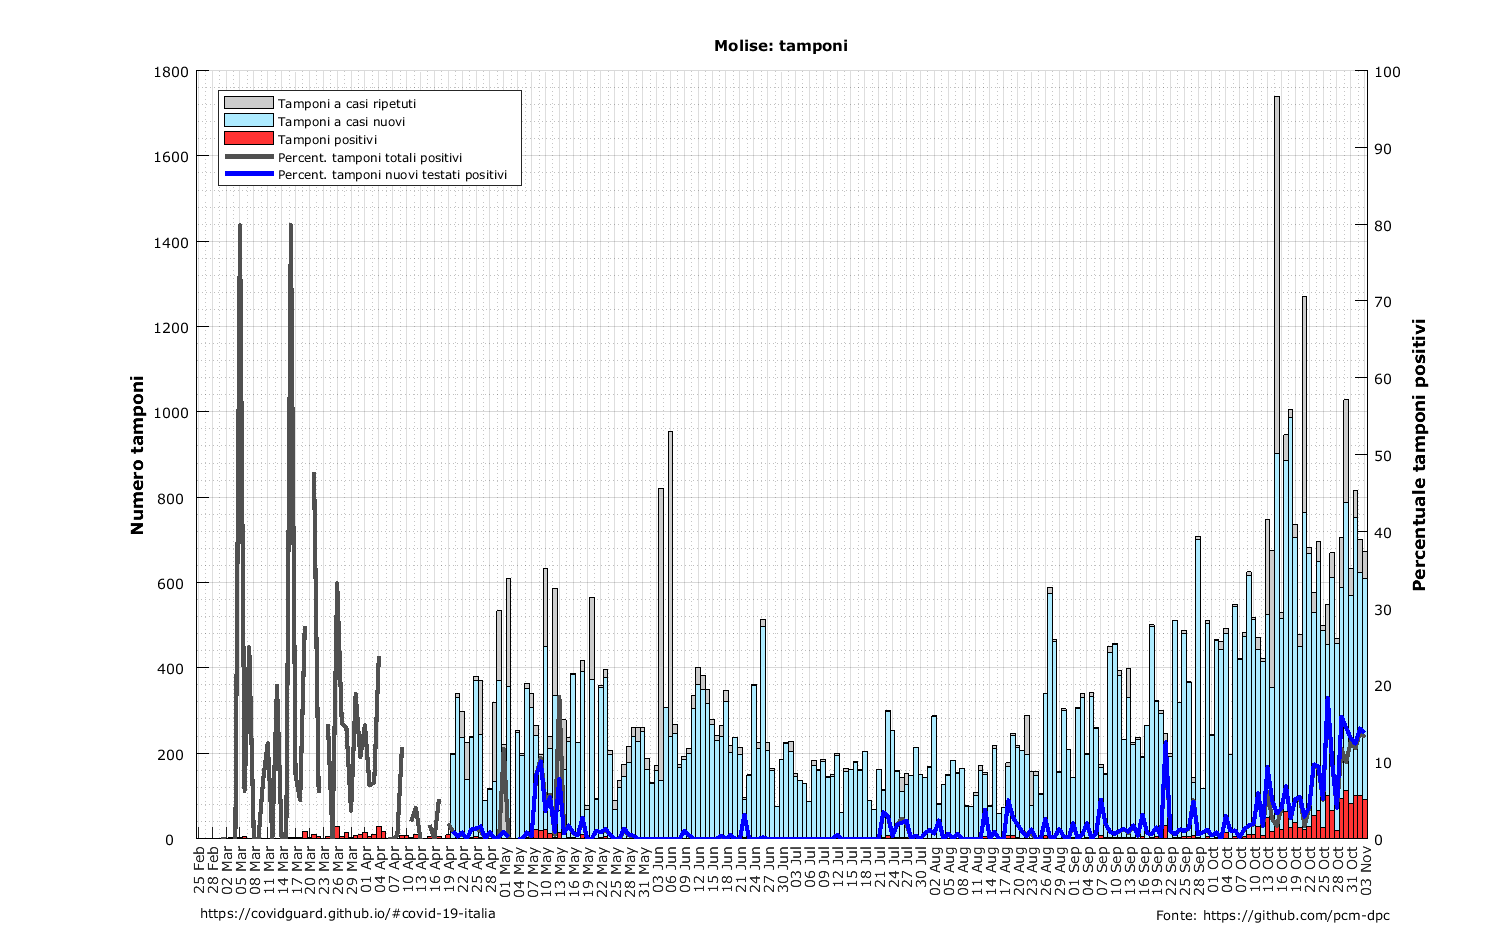 Molise: tamponi
1800
1600
1400
1200
1000
800
600
400
200
0
Numero tamponi
Tamponi a casi ripetuti
Tamponi a casi nuovi
Tamponi positivi
Percent. tamponi totali positivi
Percent. tamponi nuovi testati positivi
100
90
80
70
60
50
40
30
20
10
0
Percentuale tamponi positivi
25 Feb
28 Feb
02 Mar
05 Mar
08 Mar
11 Mar
14 Mar
17 Mar
20 Mar
23 Mar
26 Mar
29 Mar
01 Apr
04 Apr
07 Apr
10 Apr
13 Apr
16 Apr
19 Apr
22 Apr
25 Apr
28 Apr
01 May
04 May
07 May
10 May
13 May
16 May
19 May
22 May
25 May
28 May
31 May
03 Jun
06 Jun
09 Jun
12 Jun
15 Jun
18 Jun
21 Jun
24 Jun
27 Jun
30 Jun
03 Jul
06 Jul
09 Jul
12 Jul
15 Jul
18 Jul
21 Jul
24 Jul
27 Jul
30 Jul
02 Aug
05 Aug
08 Aug
11 Aug
14 Aug
17 Aug
20 Aug
23 Aug
26 Aug
29 Aug
01 Sep
04 Sep
07 Sep
10 Sep
13 Sep
16 Sep
19 Sep
22 Sep
25 Sep
28 Sep
01 Oct
04 Oct
07 Oct
10 Oct
13 Oct
16 Oct
19 Oct
22 Oct
25 Oct
28 Oct
31 Oct
03 Nov
https://covidguard.github.io/#covid-19-italia
Fonte: https://github.com/pcm-dpc